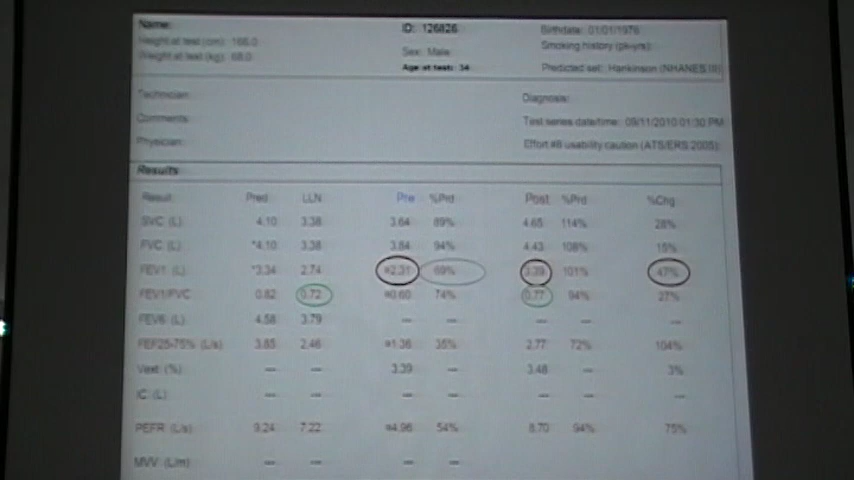 Name: ID: 126826 Birthdate: 01/01/1976
Height at test (cm): 166.0 Sex: Male Smoking history (pk-yrs):
Weight at test (kg): 68.0 Age at test: 34 Predicted set: Hankinson (NHANES III)
Technician: Diagnosis:
Comments: Test series date/time: 09/11/2010 01:30 PM
Physician: Effort #8 usability caution (ATS/ERS 2005):
Results
Result Pred LLN Pre %Prd Post %Prd %Chg
SVC (L) 4.10 3.38 3.64 89% 4.65 114% 28%
FVC (L) *4.10 3.38 3.84 94% 4.43 108% 15%
FEV1 (L) *3.34 2.74 2.31 69% 3.39 101% 47%
FEV1/FVC 0.82 0.72 0.60 74% 0.77 94% 27%
FEV6 (L) 4.58 3.79 --- --- --- --- ---
FEF25-75% (L/s) 3.85 2.46 1.36 35% 2.77 72% 104%
Vext (%) --- --- 3.39 --- 3.48 --- 3%
IC (L) --- --- --- --- --- --- ---
PEFR (L/s) 9.24 7.22 4.96 54% 8.70 94% 75%
MVV (L/m) --- --- --- ---